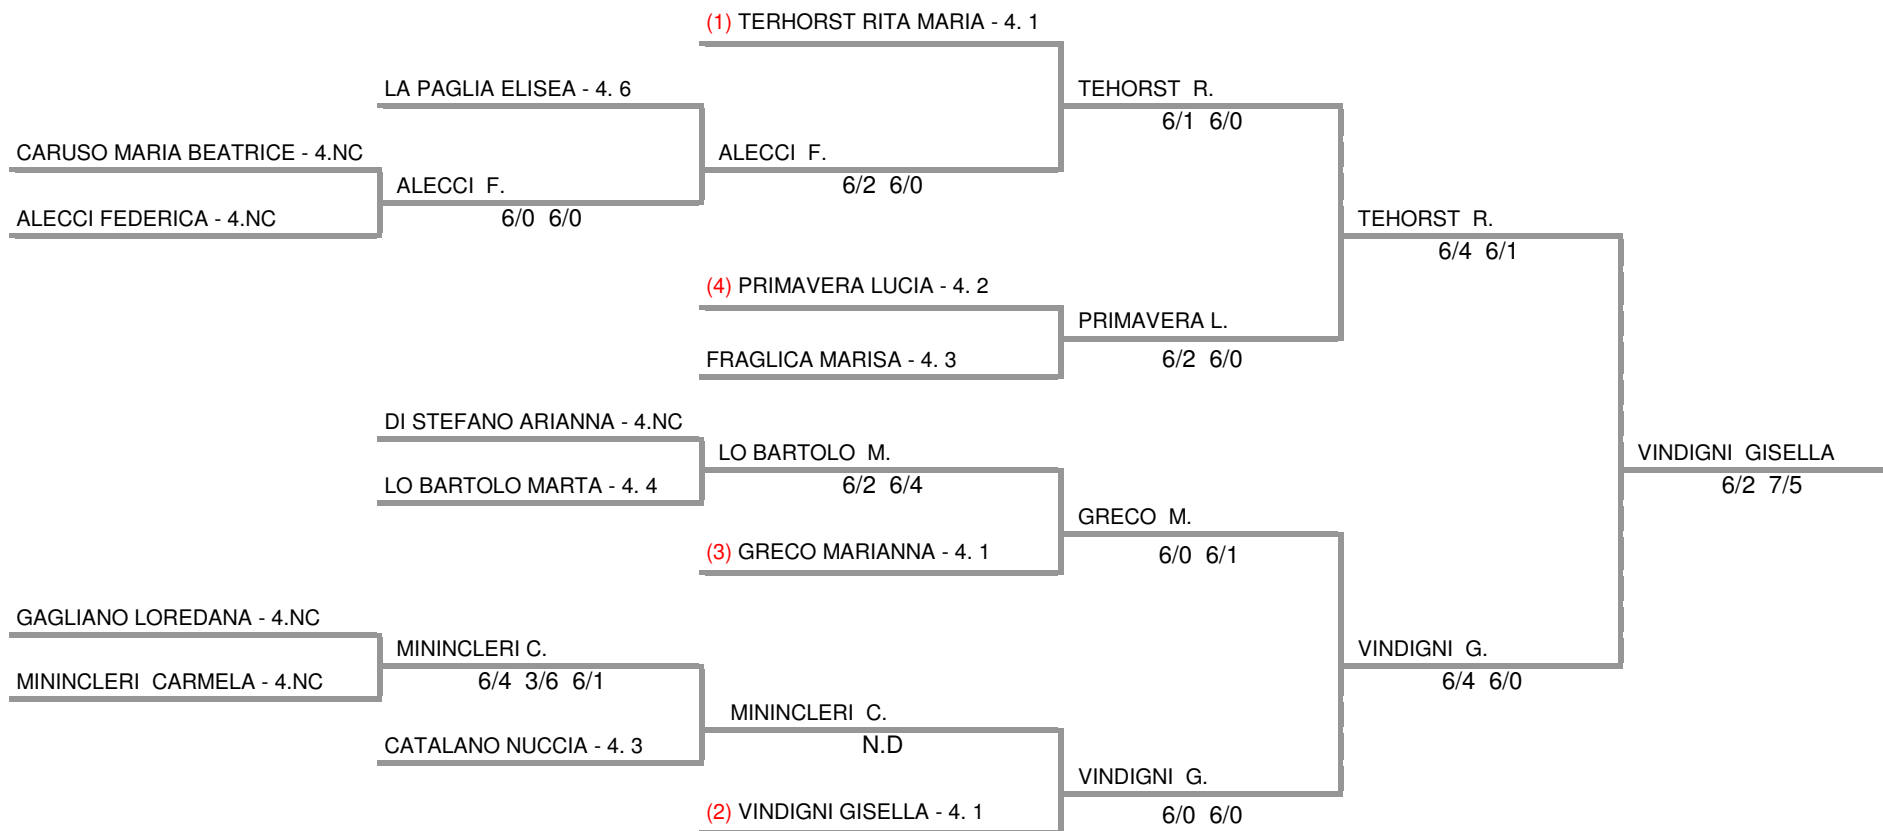 (1) TERHORST RITA MARIA - 4. 1
LA PAGLIA ELISEA - 4. 6
TEHORST R.
6/1 6/0
CARUSO MARIA BEATRICE - 4.NC
ALECCI F.
6/2 6/0
ALECCI F.
6/0 6/0
ALECCI FEDERICA - 4.NC
TEHORST R.
6/4 6/1
(4) PRIMAVERA LUCIA - 4. 2
PRIMAVERA L.
6/2 6/0
FRAGLICA MARISA - 4. 3
DI STEFANO ARIANNA - 4.NC
LO BARTOLO M.
6/2 6/4
VINDIGNI GISELLA
6/2 7/5
LO BARTOLO MARTA - 4. 4
GRECO M.
6/0 6/1
(3) GRECO MARIANNA - 4. 1
GAGLIANO LOREDANA - 4.NC
MININCLERI C.
6/4 3/6 6/1
VINDIGNI G.
6/4 6/0
MININCLERI CARMELA - 4.NC
MININCLERI C.
N.D
CATALANO NUCCIA - 4. 3
VINDIGNI G.
6/0 6/0
(2) VINDIGNI GISELLA - 4. 1